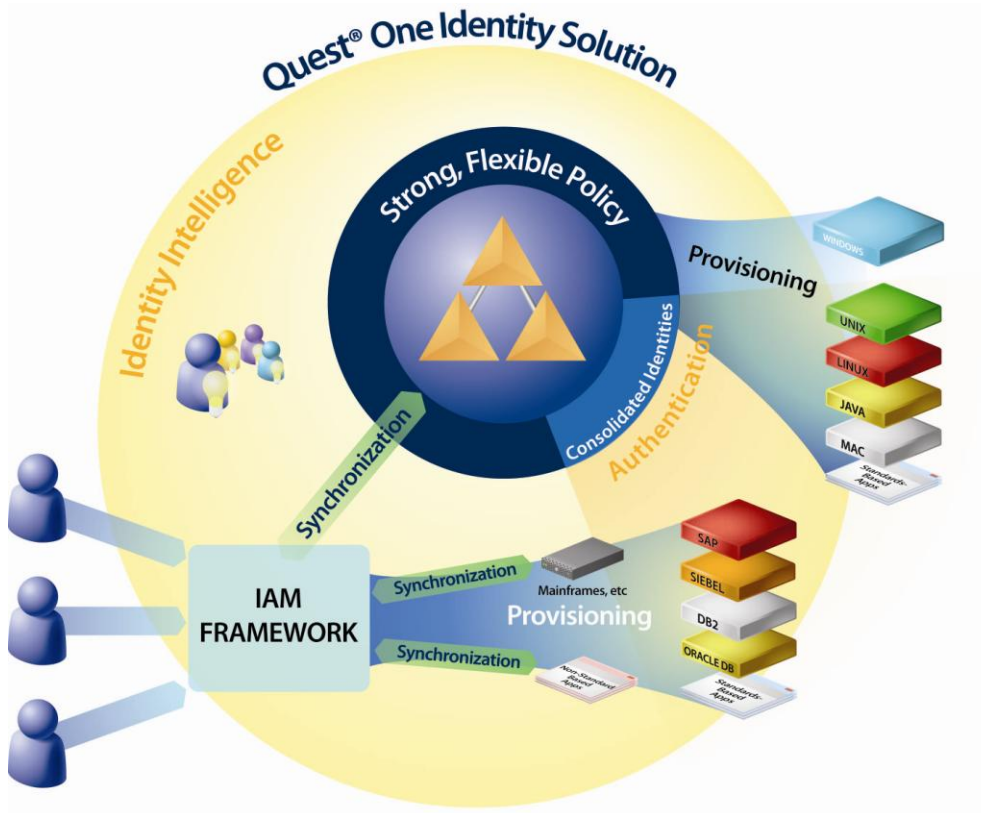 Quest® One Identity Solution
Identity Intelligence
Strong, Flexible Policy
Consolidated Identities
Authentication
Provisioning
WINDOWS
UNIX
LINUX
JAVA
MAC
Standards-
Based
Apps
Synchronization
IAM
FRAMEWORK
Synchronization
Mainframes, etc
Provisioning
Synchronization
Non-Standard
Based
Apps
SAP
SIEBEL
DB2
ORACLE DB
Standards-
Based
Apps